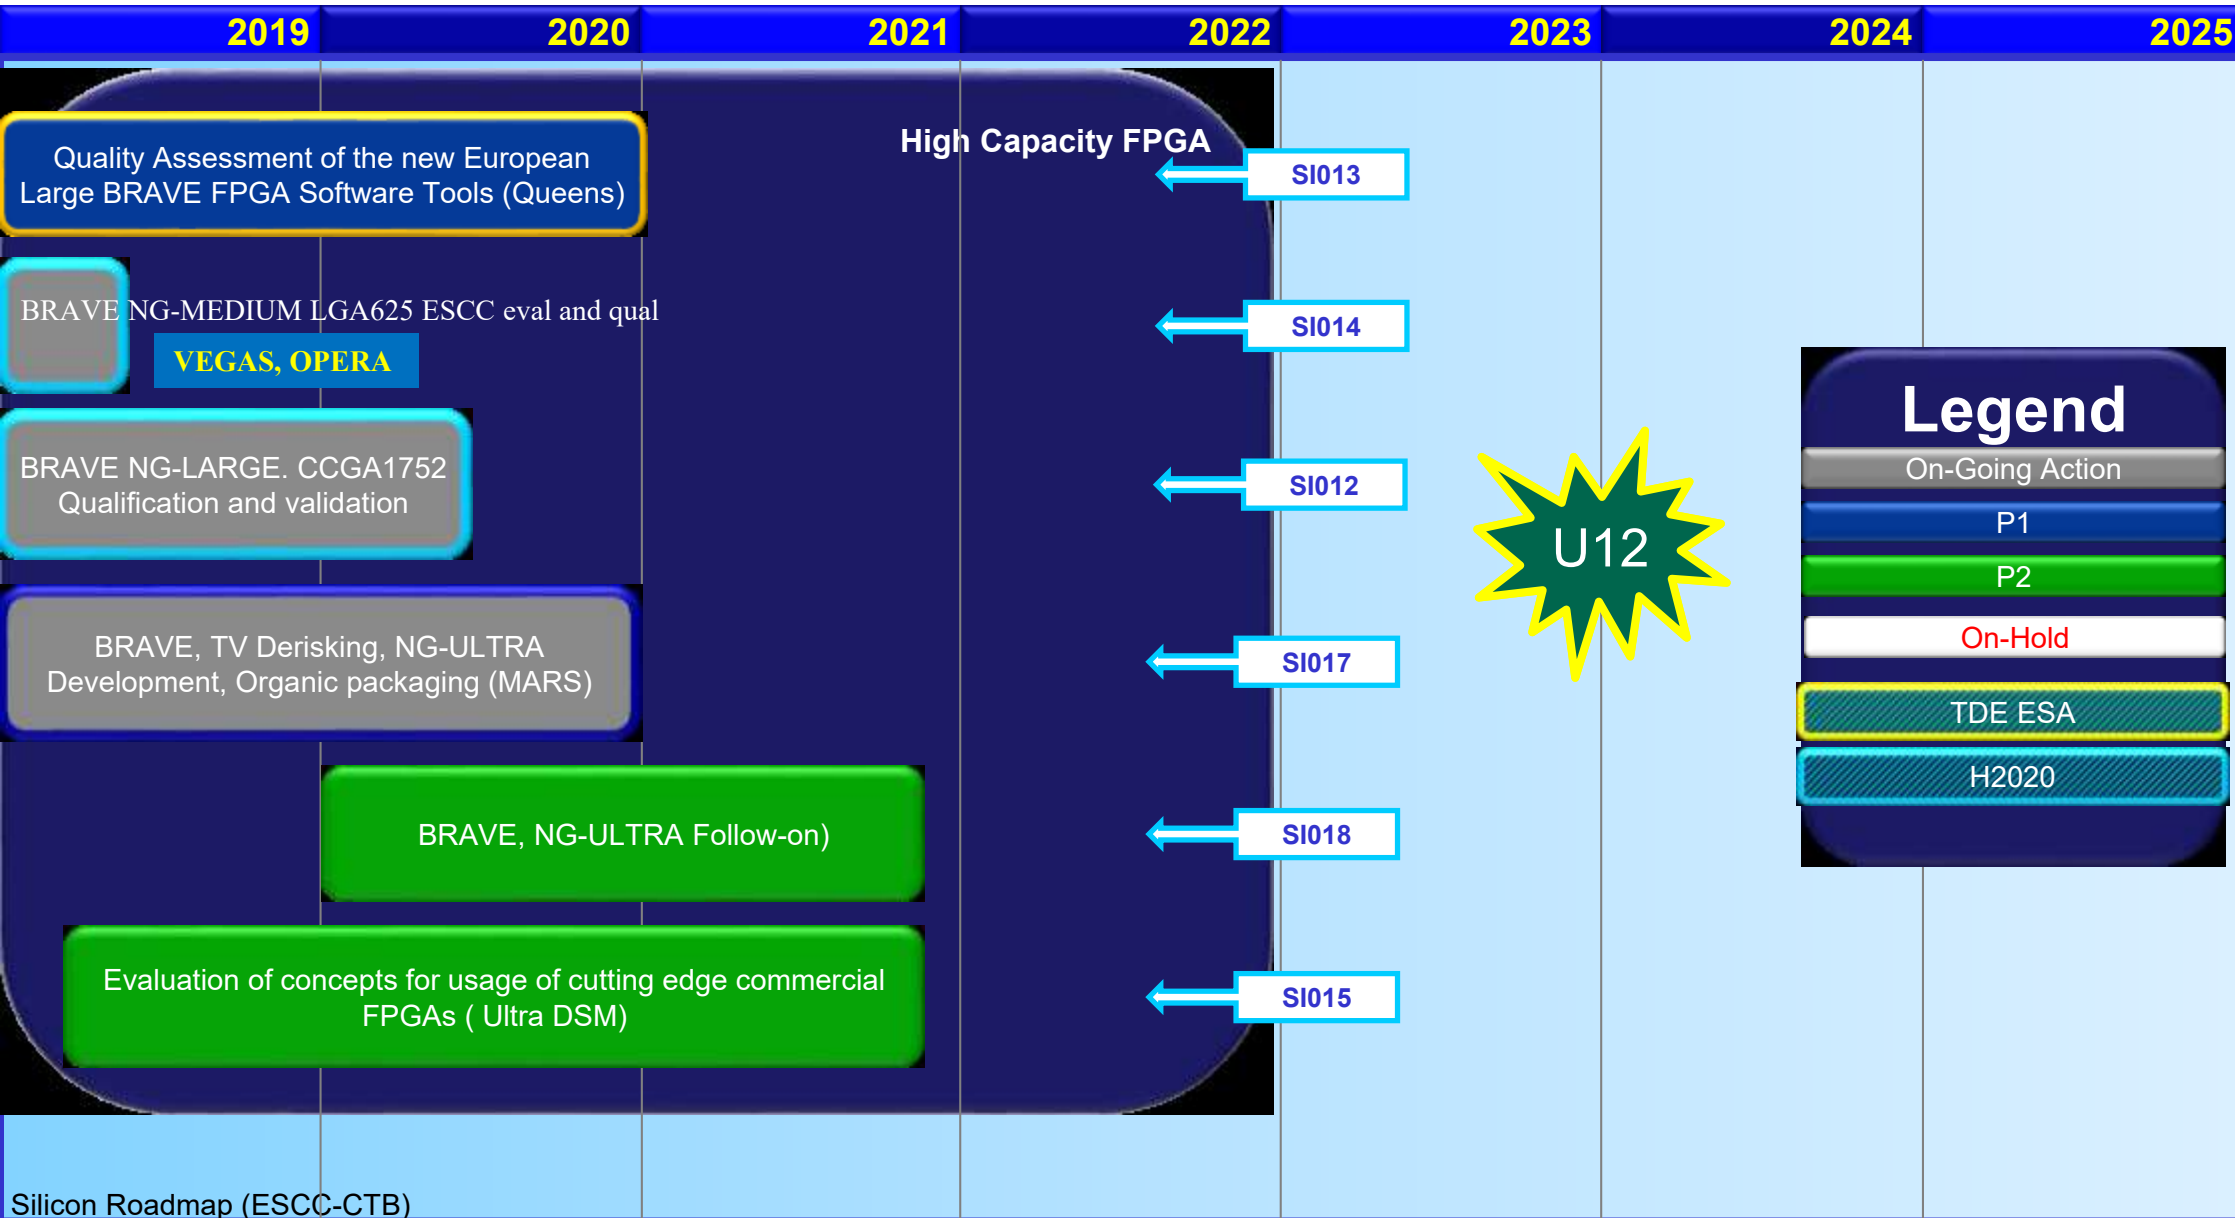 2019 2020 2021 2022 2023 2024 2025
High Capacity FPGA
Quality Assessment of the new European
Large BRAVE FPGA Software Tools (Queens)
SI013
BRAVE NG-MEDIUM LGA625 ESCC eval and qual
VEGAS, OPERA
SI014
BRAVE NG-LARGE. CCGA1752
Qualification and validation
SI012
BRAVE, TV Derisking, NG-ULTRA
Development, Organic packaging (MARS)
SI017
BRAVE, NG-ULTRA Follow-on)
SI018
Evaluation of concepts for usage of cutting edge commercial
FPGAs ( Ultra DSM)
SI015
U12
Legend
On-Going Action
P1
P2
On-Hold
TDE ESA
H2020
Silicon Roadmap (ESCC-CTB)